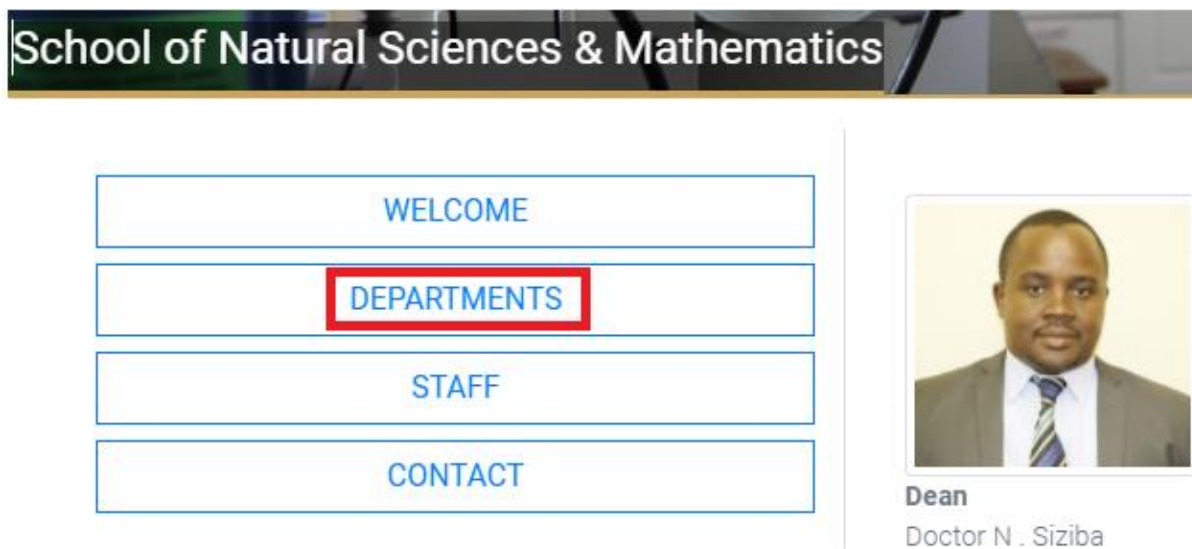 School of Natural Sciences & Mathematics
WELCOME
DEPARTMENTS
STAFF
CONTACT
Dean
Doctor N . Siziba